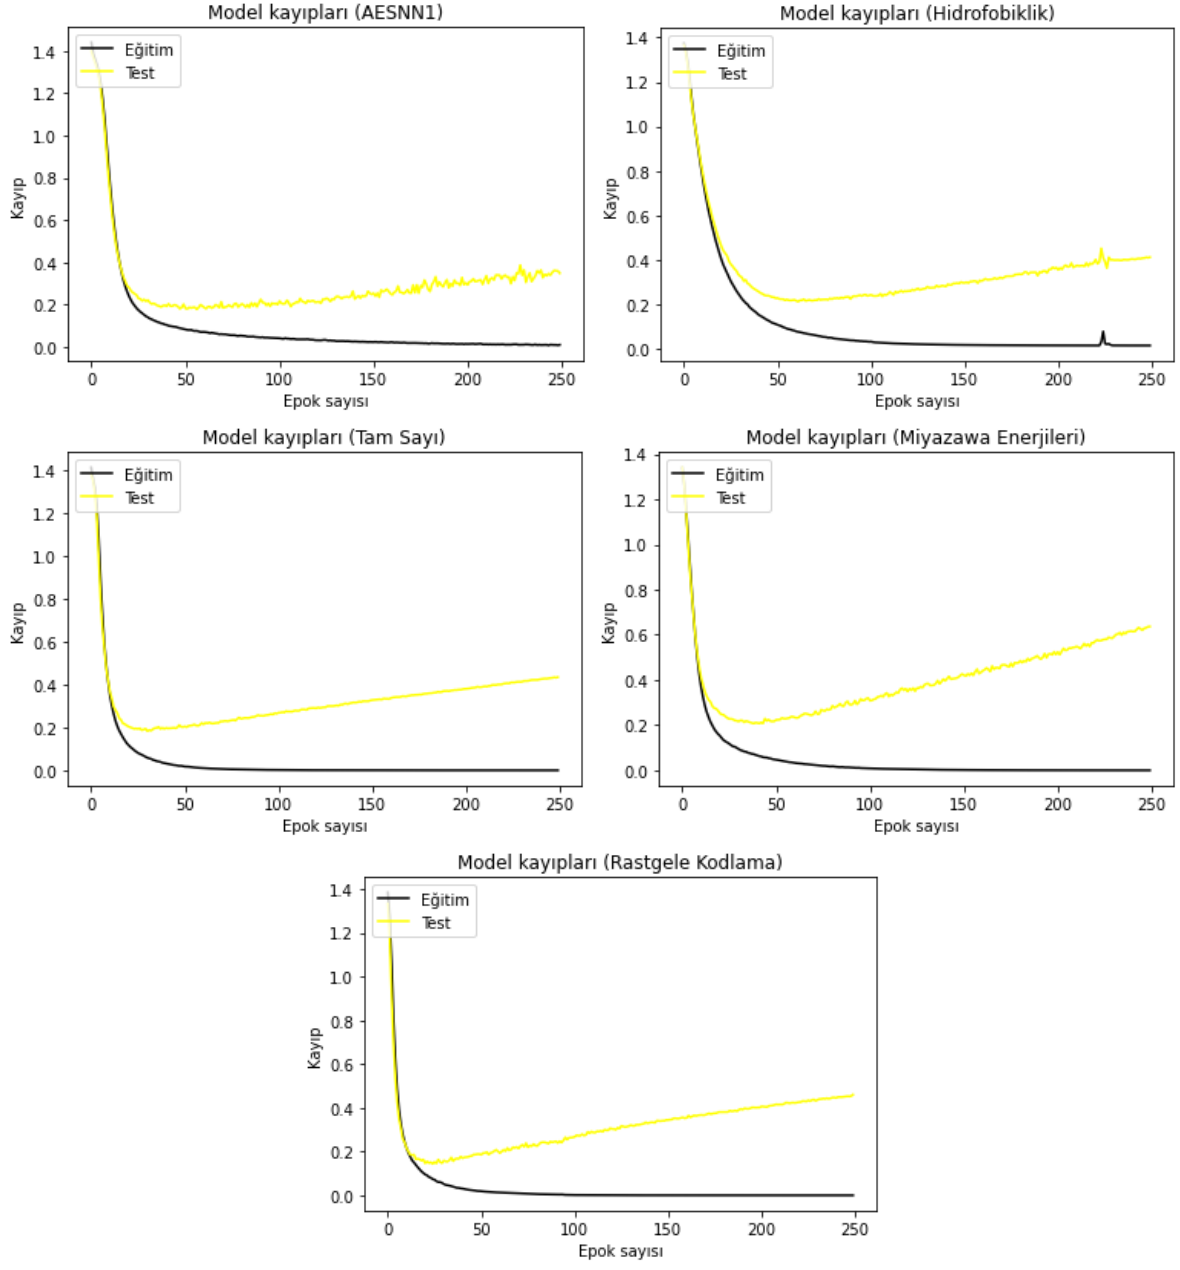 Model kayıpları (AESNN1)
Eğitim
Test
1.4
1.2
1.0
0.8
0.6
0.4
0.2
0.0
Kayıp
0 50 100 150 200 250
Epok sayısı
Model kayıpları (Hidrofobiklik)
Eğitim
Test
1.4
1.2
1.0
0.8
0.6
0.4
0.2
0.0
Kayıp
0 50 100 150 200 250
Epok sayısı
Model kayıpları (Tam Sayı)
Eğitim
Test
1.4
1.2
1.0
0.8
0.6
0.4
0.2
0.0
Kayıp
0 50 100 150 200 250
Epok sayısı
Model kayıpları (Miyazawa Enerjileri)
Eğitim
Test
1.4
1.2
1.0
0.8
0.6
0.4
0.2
0.0
Kayıp
0 50 100 150 200 250
Epok sayısı
Model kayıpları (Rastgele Kodlama)
Eğitim
Test
1.4
1.2
1.0
0.8
0.6
0.4
0.2
0.0
Kayıp
0 50 100 150 200 250
Epok sayısı